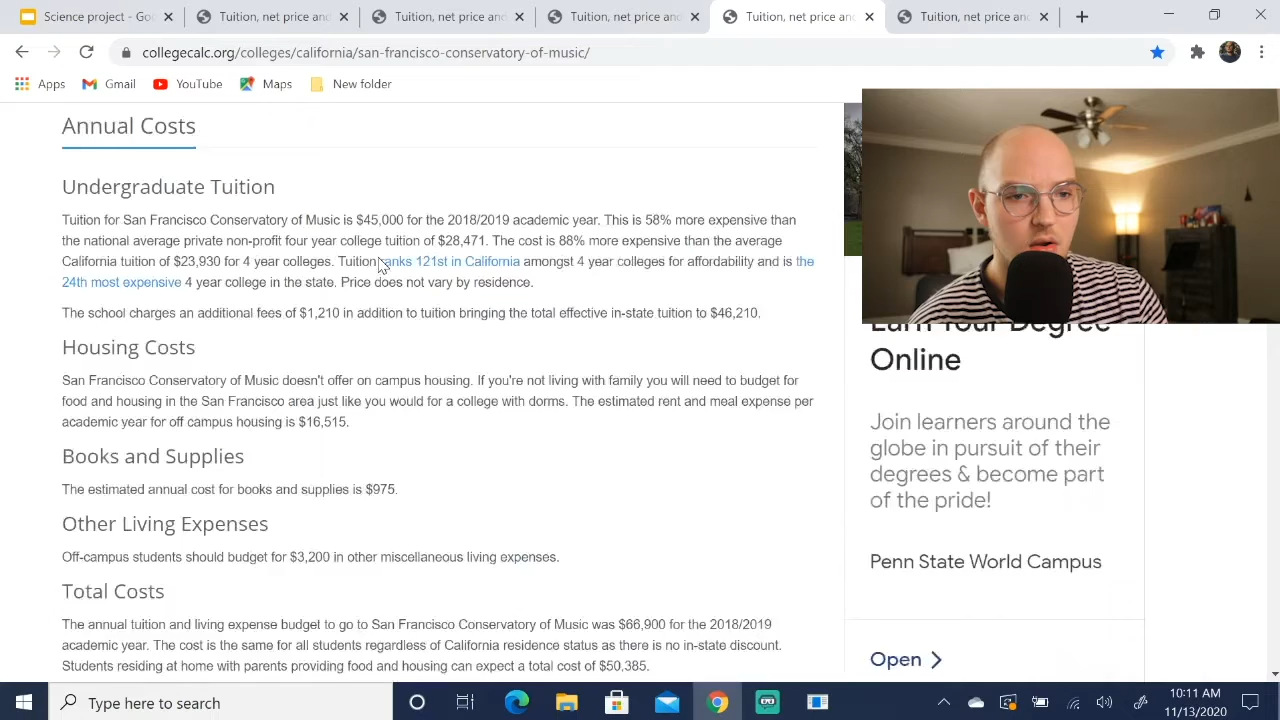 Section 4 - Google
Tuition, net price and
Tuition, net price and
Tuition, net price and
Tuition, net price and
Tuition, net price and
collegecalc.org/colleges/california/san-francisco-conservatory-of-music/
Apps
Gmail
YouTube
Maps
New folder
Annual Costs
Undergraduate Tuition
Tuition for San Francisco Conservatory of Music is $45,000 for the 2018/2019 academic year. This is 58% more expensive than
the national average private non-profit four year college tuition of $28,471. The cost is 88% more expensive than the average
California tuition of $23,930 for 4 year colleges. Tuition ranks 121st in California amongst 4 year colleges for affordability and is the
24th most expensive 4 year college in the state. Price does not vary by residence.
The school charges an additional fees of $1,210 in addition to tuition bringing the total effective in-state tuition to $46,210.
Housing Costs
San Francisco Conservatory of Music doesn't offer on campus housing. If you're not living with family you will need to budget for
food and housing in the San Francisco area just like you would for a college with dorms. The estimated rent and meal expense per
academic year for off campus housing is $16,515.
Books and Supplies
The estimated annual cost for books and supplies is $975.
Other Living Expenses
Off-campus students should budget for $3,200 in other miscellaneous living expenses.
Total Costs
The annual tuition and living expense budget to go to San Francisco Conservatory of Music was $66,900 for the 2018/2019
academic year. The cost is the same for all students regardless of California residence status as there is no in-state discount.
Students residing at home with parents providing food and housing can expect a total cost of $50,385.
Earn Your Degree
Online
Join learners around the
globe in pursuit of their
degrees & become part
of the pride!
Penn State World Campus
Open
Type here to search
10:11 AM
11/13/2020